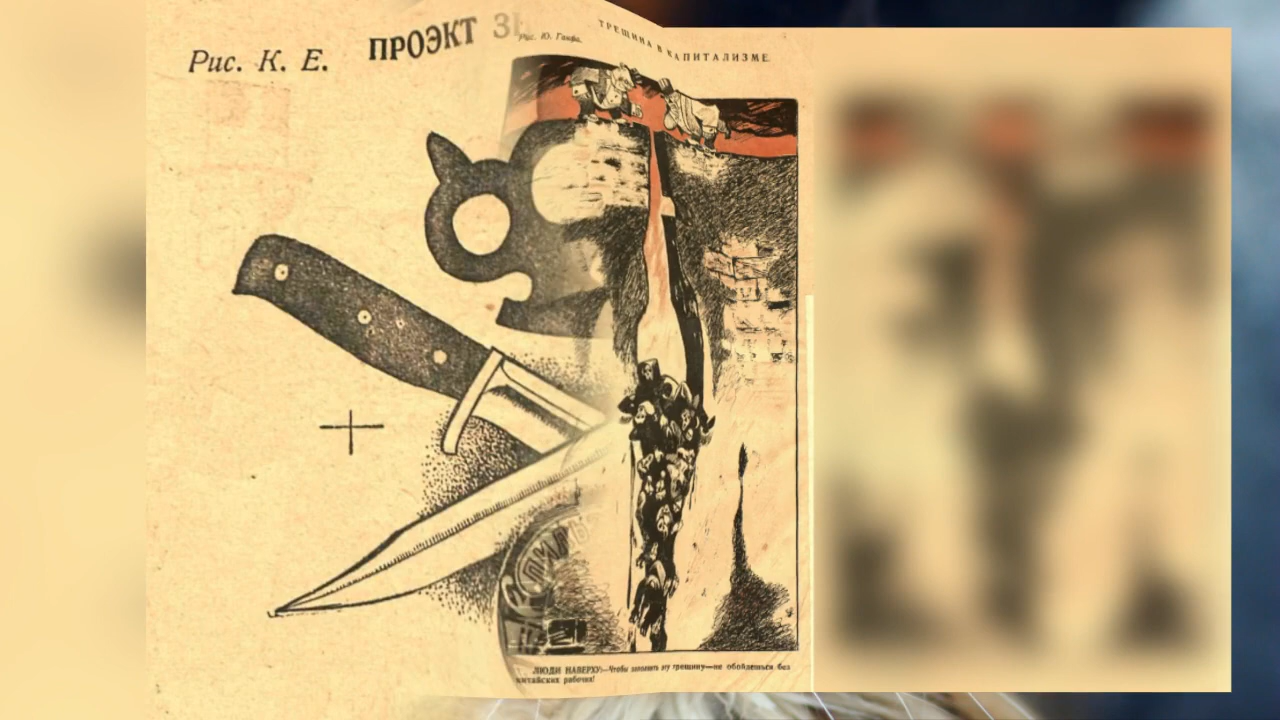 Рис. К. Е.
ПРОЭКТ
Рис. Ю. Ганфа.
ТРЕЩИНА В КАПИТАЛИЗМЕ.
ЛЮДИ НАВЕРХУ:—Чтобы заполнить эту трещину—не обойдешься без
китайских рабочих!